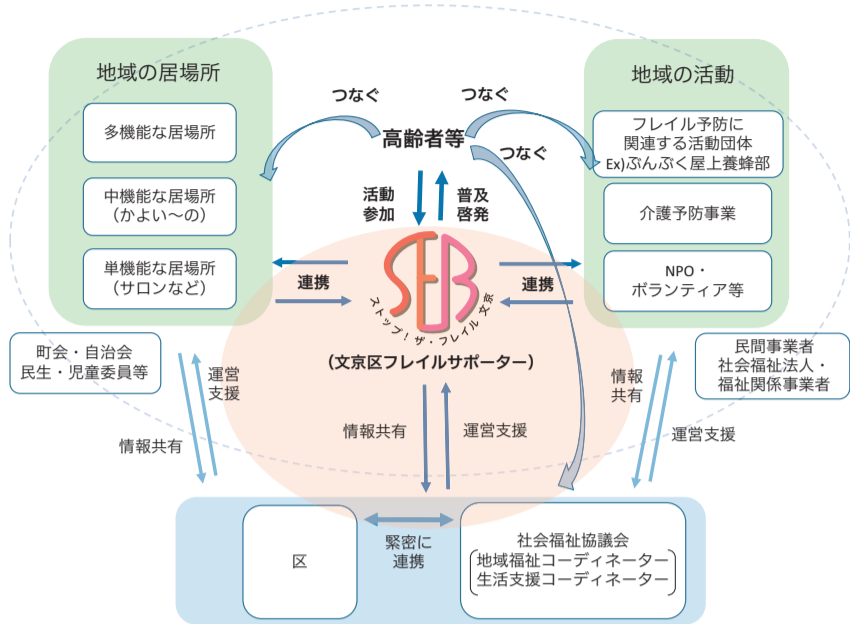 地域の居場所
多機能な居場所
中機能な居場所
（かよい〜の）
単機能な居場所
（サロンなど）
つなぐ
つなぐ
高齢者等
つなぐ
地域の活動
フレイル予防に
関連する活動団体
Ex)ぶんぶく屋上養蜂部
介護予防事業
NPO・
ボランティア等
活動
参加
普及
啓発
連携
SFB
ストップ！ザ・フレイル 文京
（文京区フレイルサポーター）
連携
町会・自治会
民生・児童委員等
運営
支援
情報共有
情報共有
運営支援
情報
共有
運営支援
民間事業者
社会福祉法人・
福祉関係事業者
区
緊密に
連携
社会福祉協議会
地域福祉コーディネーター
生活支援コーディネーター